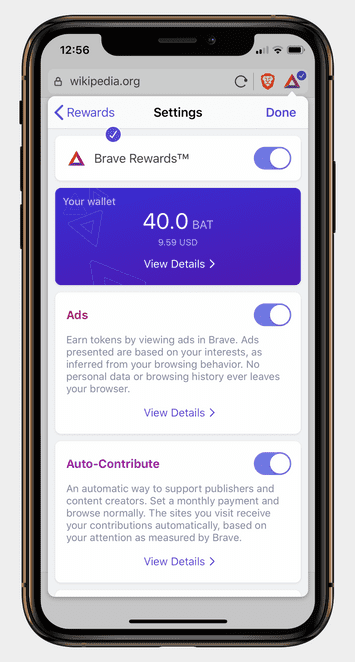 12:56
wikipedia.org
Rewards
Settings
Done
Brave Rewards™
Your wallet
40.0 BAT
9.59 USD
View Details
Ads
Earn tokens by viewing ads in Brave. Ads
presented are based on your interests, as
inferred from your browsing behavior. No
personal data or browsing history ever leaves
your browser.
View Details
Auto-Contribute
An automatic way to support publishers and
content creators. Set a monthly payment and
browse normally. The sites you visit receive
your contributions automatically, based on
your attention as measured by Brave.
View Details